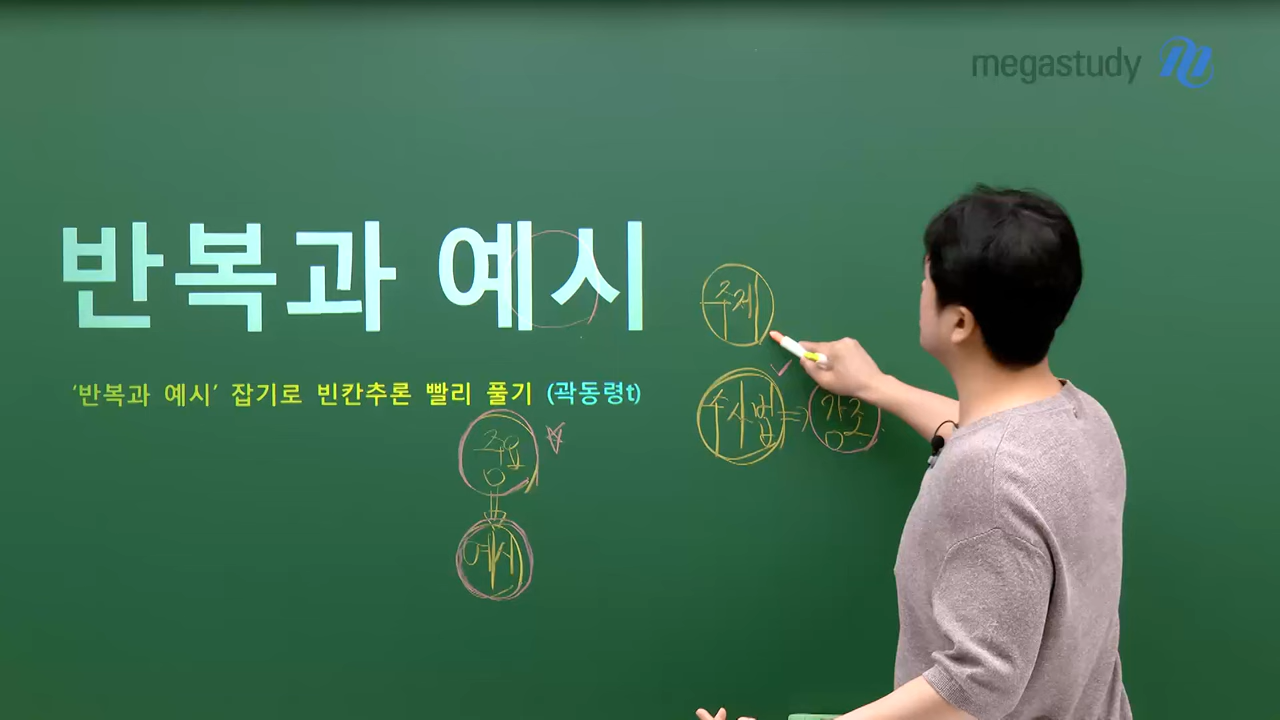 megastudy
반복과 예시
'반복과 예시' 잡기로 빈칸추론 빨리 풀기 (곽동령t)
주제
수사법 => 강조
중요
예시